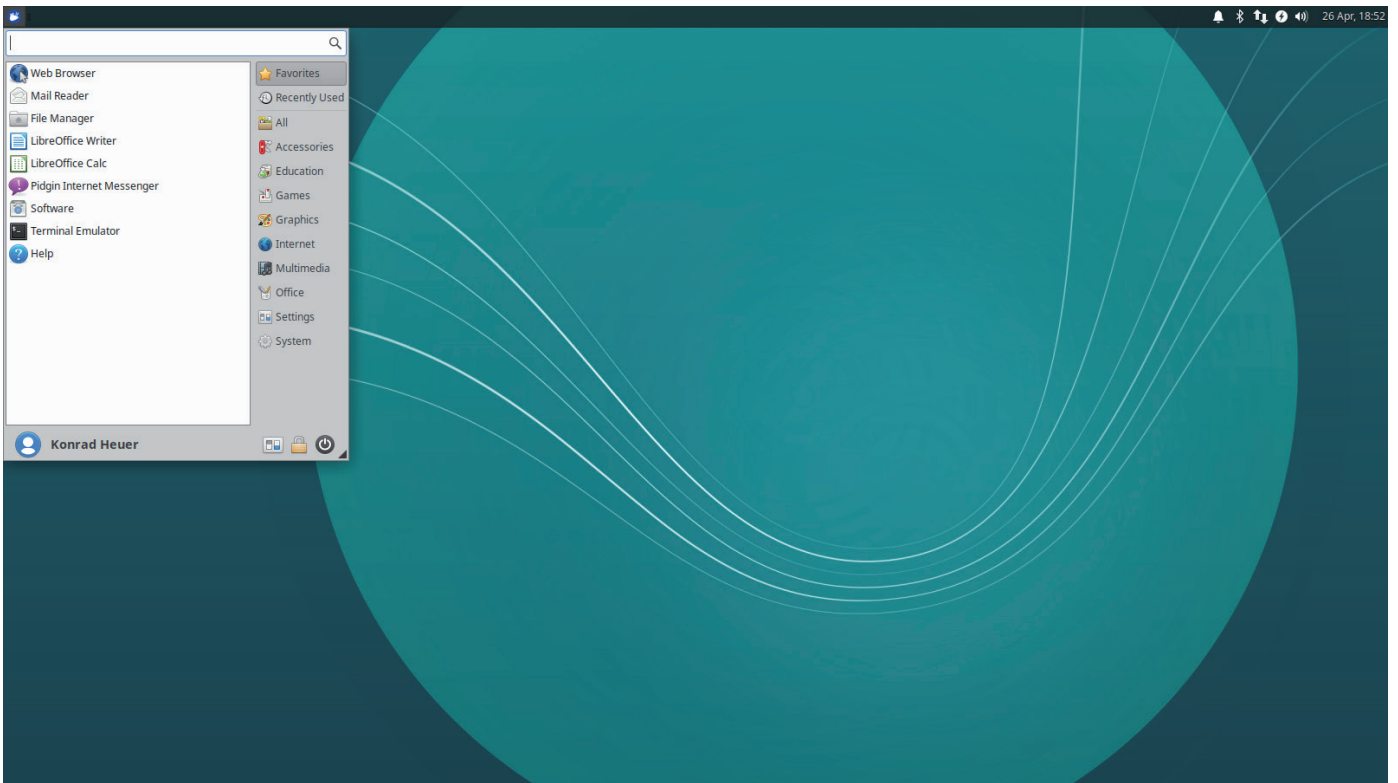 26 Apr, 18:52
Web Browser
Mail Reader
File Manager
LibreOffice Writer
LibreOffice Calc
Pidgin Internet Messenger
Software
Terminal Emulator
Help
Favorites
Recently Used
All
Accessories
Education
Games
Graphics
Internet
Multimedia
Office
Settings
System
Konrad Heuer